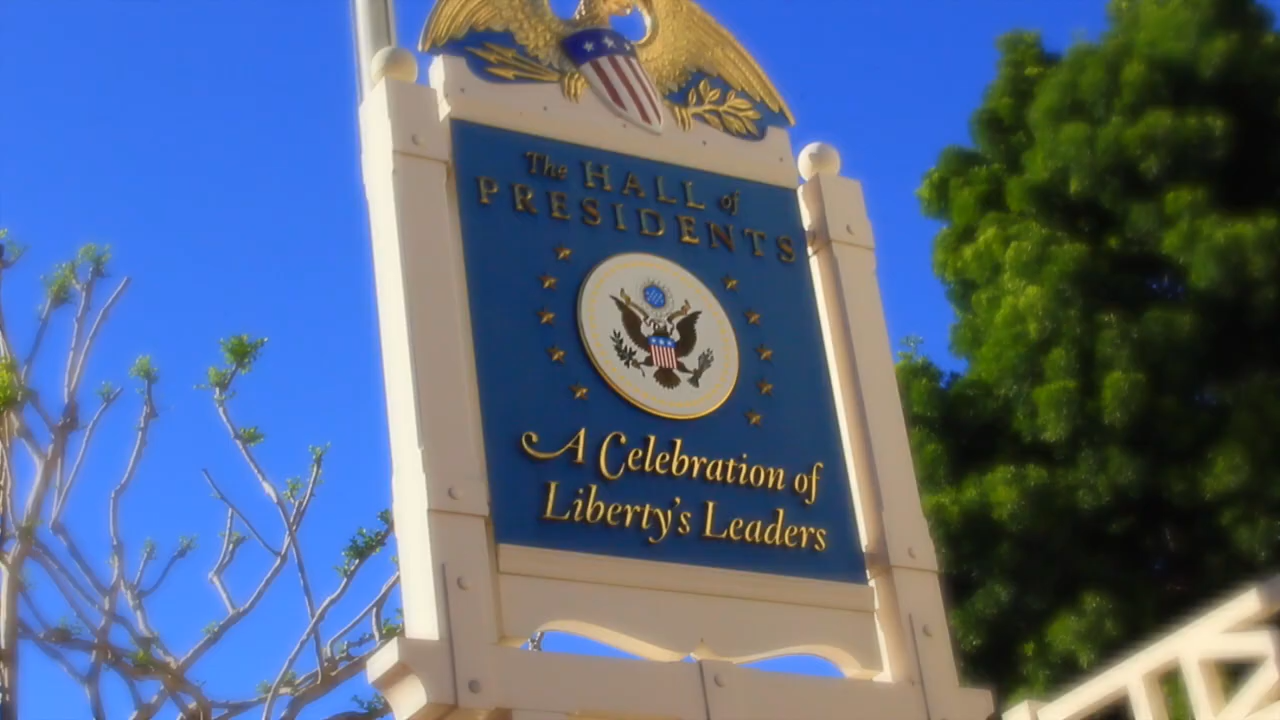 The HALL of
PRESIDENTS
A Celebration of
Liberty's Leaders